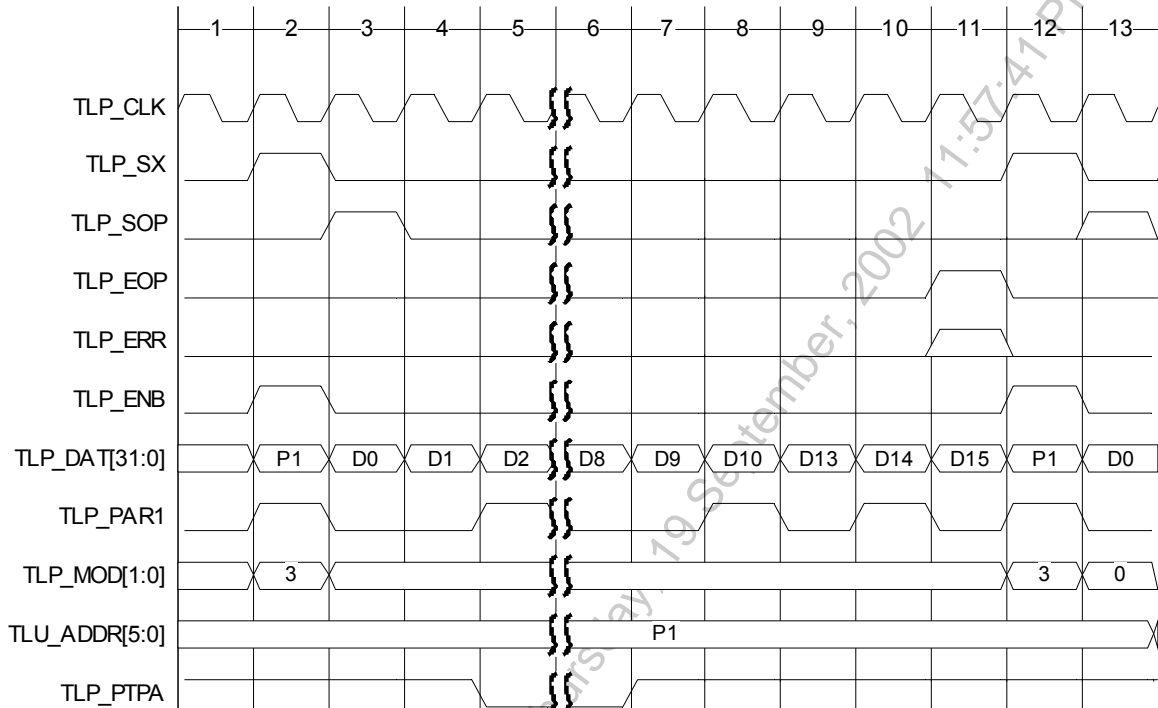 1 2 3 4 5 6 7 8 9 10 11 12 13
TLP_CLK
TLP_SX
TLP_SOP
TLP_EOP
TLP_ERR
TLP_ENB
TLP_DAT[31:0] P1 D0 D1 D2 D8 D9 D10 D13 D14 D15 P1 D0
TLP_PAR1
TLP_MOD[1:0] 3 3 0
TLU_ADDR[5:0] P1
TLP_PTPA
19 September, 2002 11:57:41